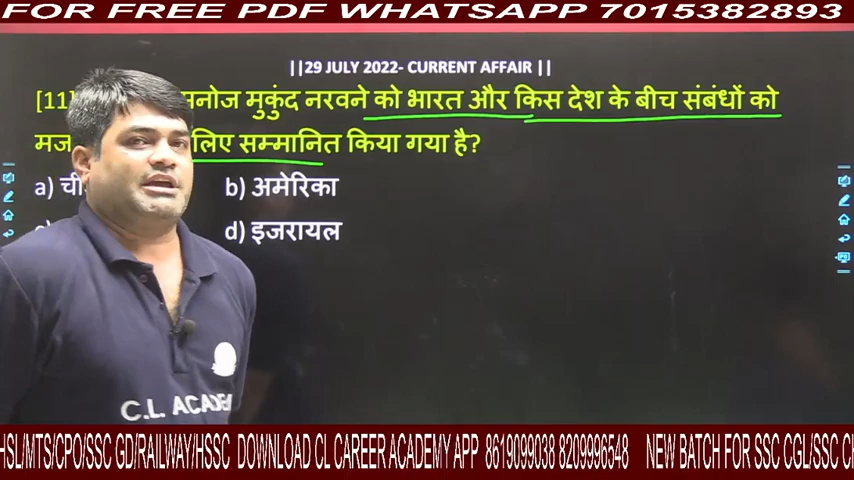 FOR FREE PDF WHATSAPP 7015382893
||29 JULY 2022- CURRENT AFFAIR ||
[11] मनोज मुकुंद नरवने को भारत और किस देश के बीच संबंधों को
लिए सम्मानित किया गया है?
a) b) अमेरिका
d) इजरायल
C.L. ACADEM
HSL/MTS/CPO/SSC GD/RAILWAY/HSSC DOWNLOAD CL CAREER ACADEMY APP 8619099038 8209996548 NEW BATCH FOR SSC CGL/SSC